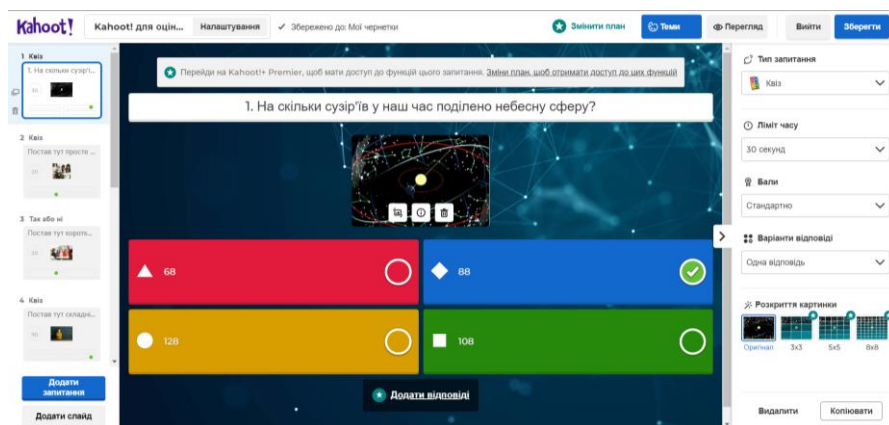 Kahoot!
Kahoot! для оцін...
Налаштування
Збережено до: Мої чернетки
Змінити план
Теми
Перегляд
Вийти
Зберегти
1 Квіз
1. На скільки сузір'ї...
30
2 Квіз
Постав тут просте ...
20
3 Так або ні
Постав тут коротк...
4 Квіз
Постав тут складн...
Додати запитання
Додати слайд
Перейди на Kahoot!+ Premier, щоб мати доступ до функцій цього запитання. Зміни план, щоб отримати доступ до цих функцій
1. На скільки сузір'їв у наш час поділено небесну сферу?
68
88
128
108
Додати відповіді
Тип запитання
Квіз
Ліміт часу
30 секунд
Бали
Стандартно
Варіанти відповіді
Одна відповідь
Розкриття картинки
Оригінал
3x3
5x5
8x8
Видалити
Копіювати